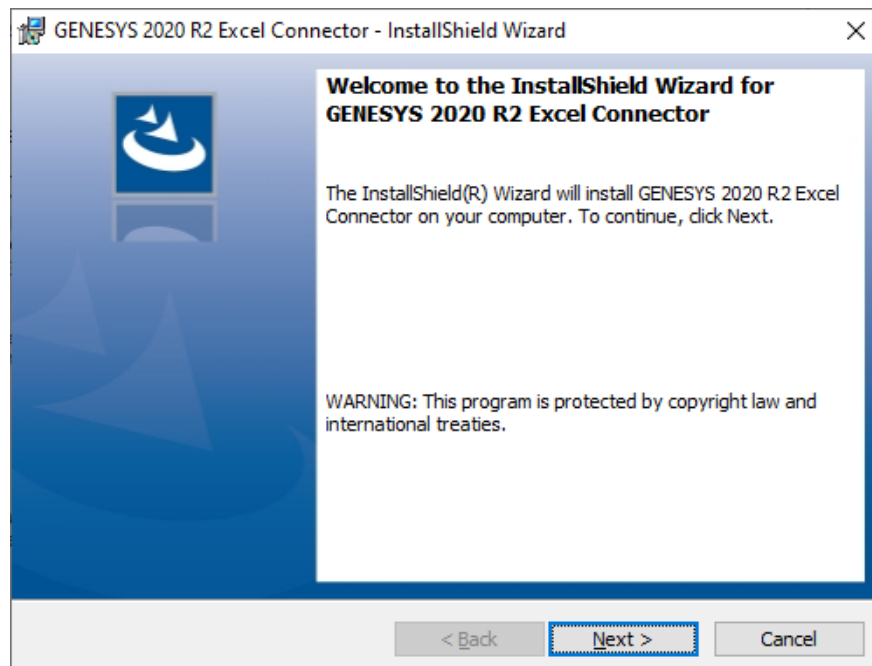 GENESYS 2020 R2 Excel Connector - InstallShield Wizard
Welcome to the InstallShield Wizard for
GENESYS 2020 R2 Excel Connector
The InstallShield(R) Wizard will install GENESYS 2020 R2 Excel
Connector on your computer. To continue, click Next.
WARNING: This program is protected by copyright law and
international treaties.
< Back
Next >
Cancel